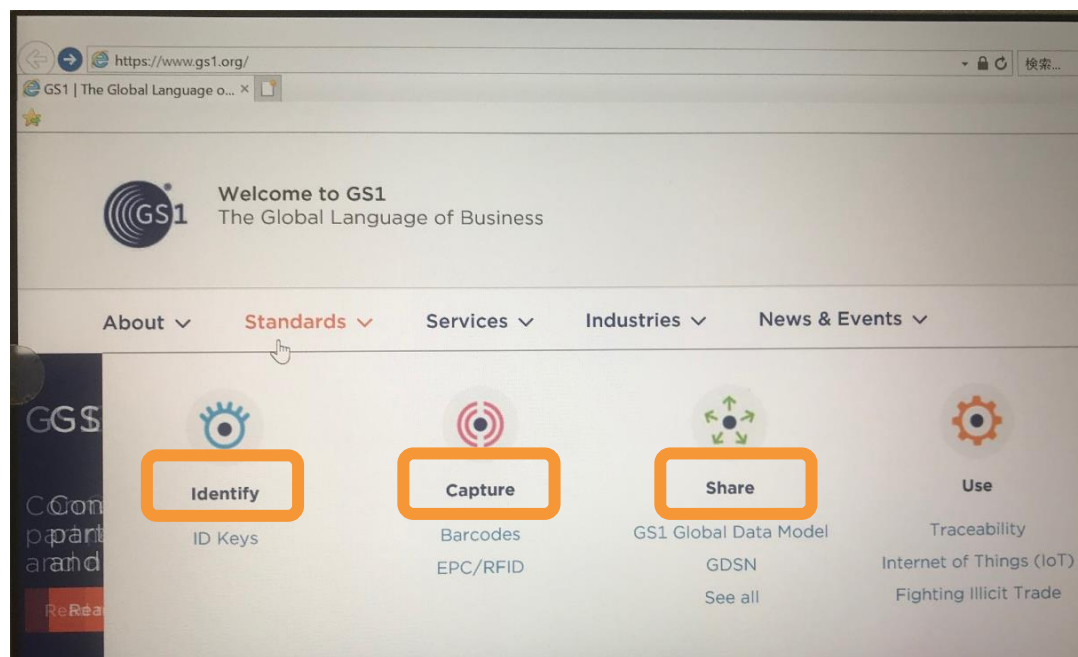 https://www.gs1.org/
検索...
GS1 | The Global Language o...
GS1
Welcome to GS1
The Global Language of Business
About
Standards
Services
Industries
News & Events
Identify
ID Keys
Capture
Barcodes
EPC/RFID
Share
GS1 Global Data Model
GDSN
See all
Use
Traceability
Internet of Things (IoT)
Fighting Illicit Trade